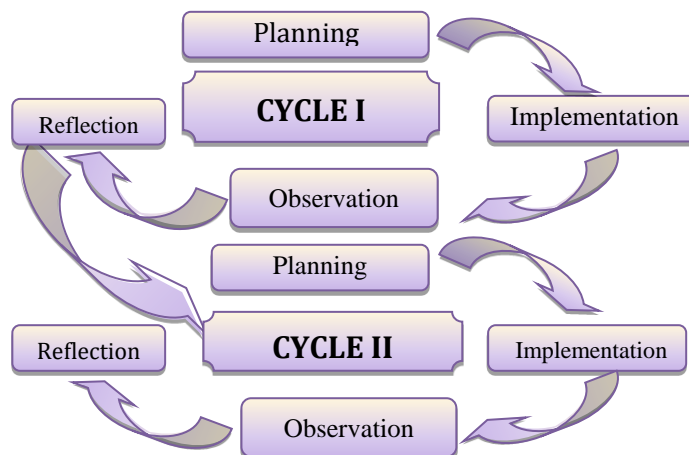 Planning
CYCLE I
Reflection
Implementation
Observation
Planning
CYCLE II
Reflection
Implementation
Observation